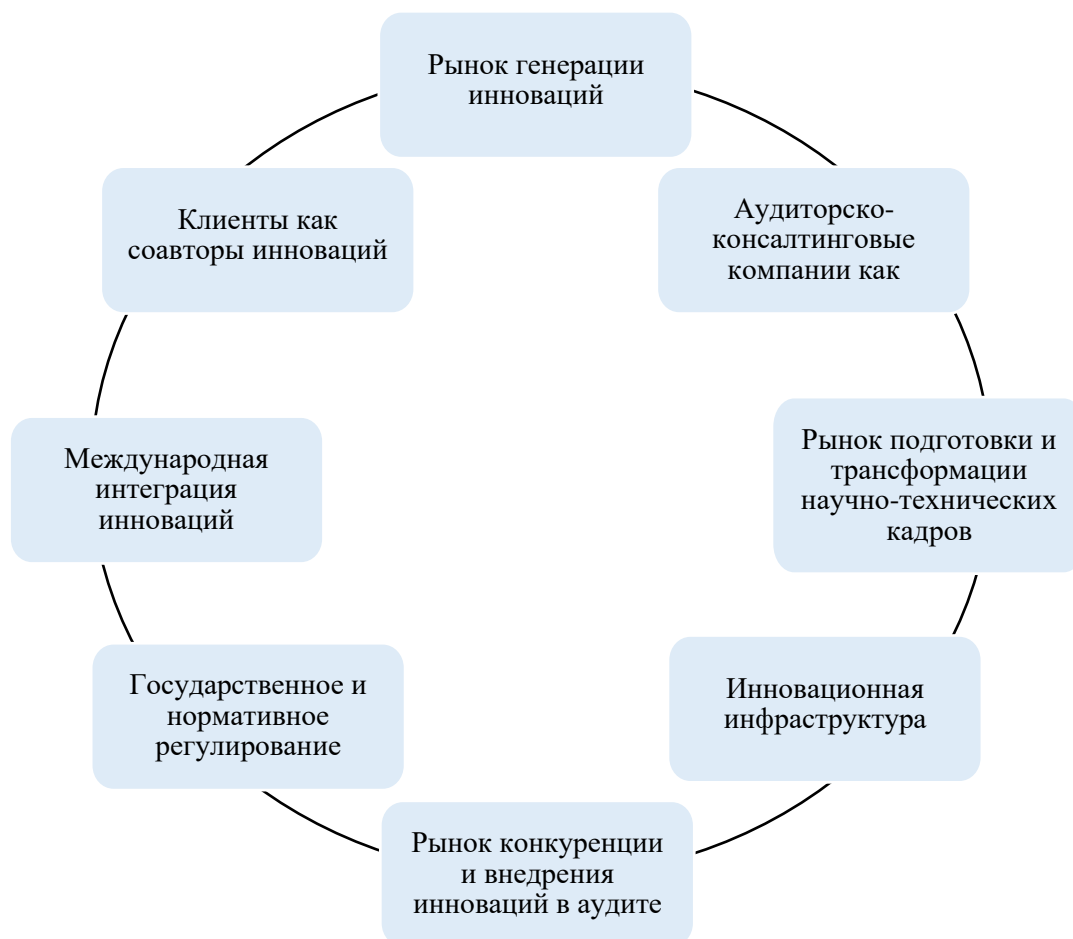 Рынок генерации
инноваций
Аудиторско-
консалтинговые
компании как
Рынок подготовки и
трансформации
научно-технических
кадров
Инновационная
инфраструктура
Рынок конкуренции
и внедрения
инноваций в аудите
Государственное и
нормативное
регулирование
Международная
интеграция
инноваций
Клиенты как
соавторы инноваций